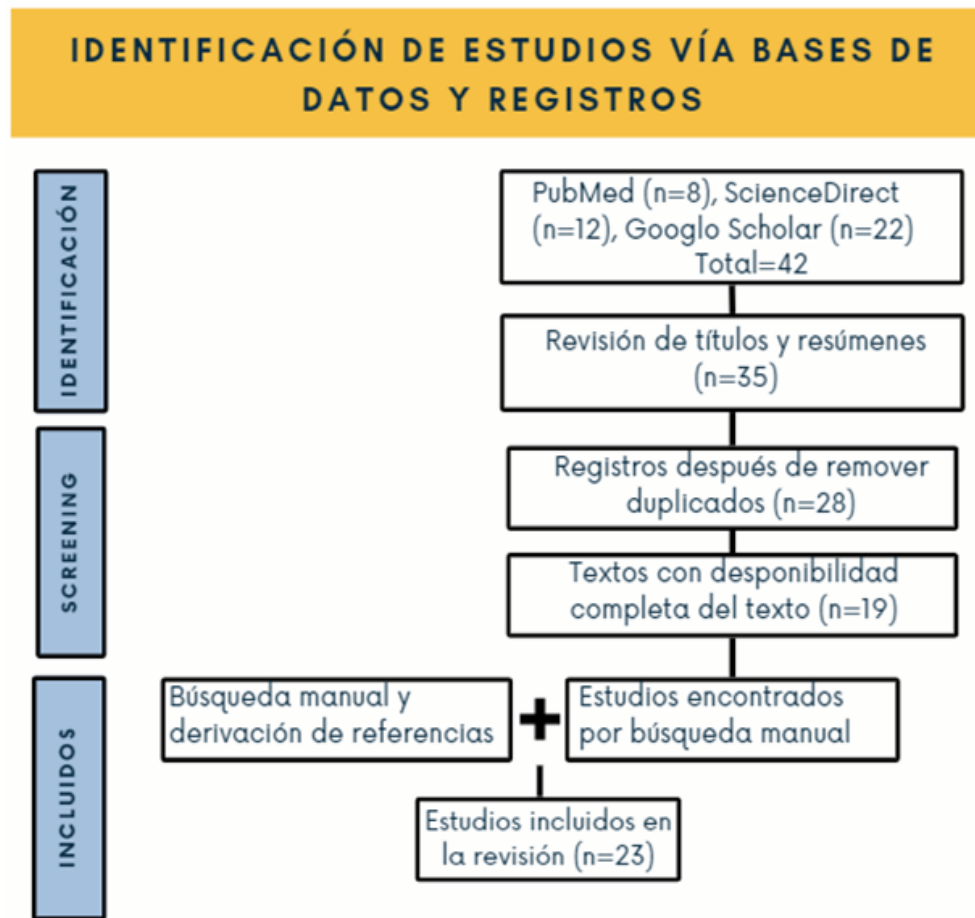 IDENTIFICACIÓN DE ESTUDIOS VÍA BASES DE
DATOS Y REGISTROS
IDENTIFICACIÓN
PubMed (n=8), ScienceDirect
(n=12), Googlo Scholar (n=22)
Total=42
Revisión de títulos y resúmenes
(n=35)
SCREENING
Registros después de remover
duplicados (n=28)
Textos con desponibilidad
completa del texto (n=19)
INCLUIDOS
Búsqueda manual y
derivación de referencias
+
Estudios encontrados
por búsqueda manual
Estudios incluidos en
la revisión (n=23)